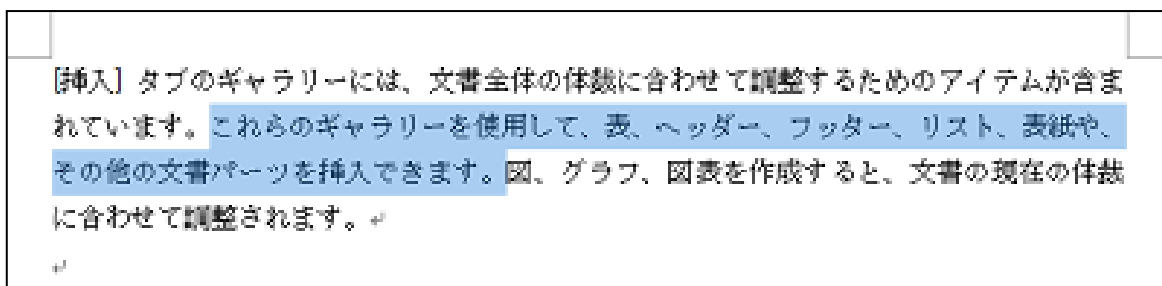 [挿入] タブのギャラリーには、文書全体の体裁に合わせて調整するためのアイテムが含ま
れています。これらのギャラリーを使用して、表、ヘッダー、フッター、リスト、表紙や、
その他の文書パーツを挿入できます。図、グラフ、図表を作成すると、文書の現在の体裁
に合わせて調整されます。↵
↵